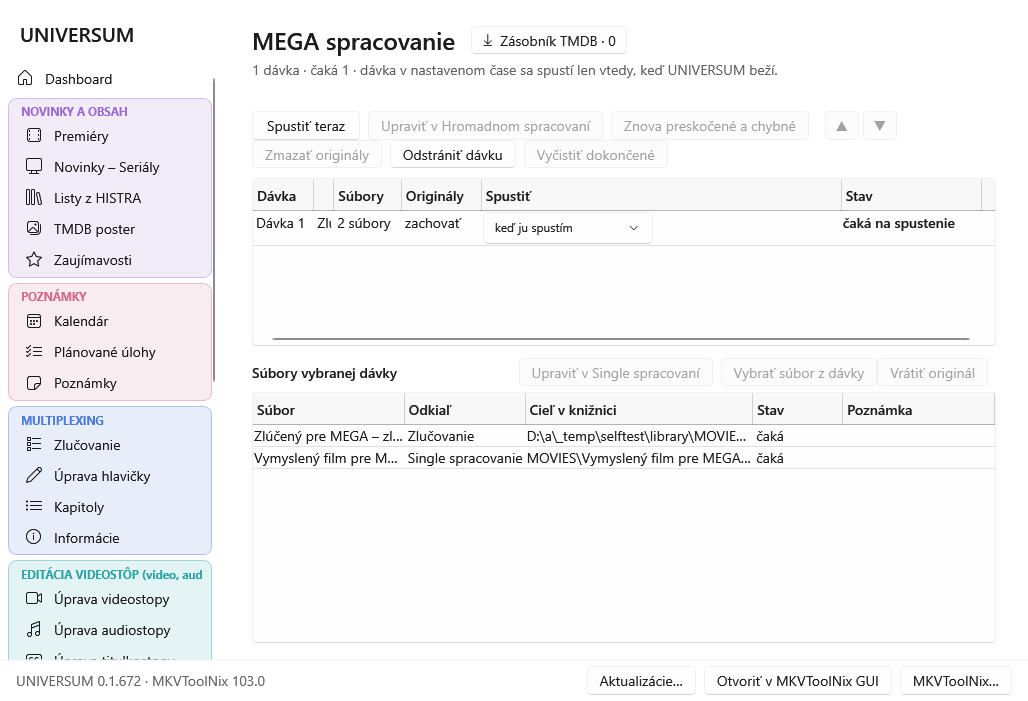 UNIVERSUM
Dashboard
NOVINKY A OBSAH
Premiéry
Novinky – Seriály
Listy z HISTRA
TMDB poster
Zaujímavosti
POZNÁMKY
Kalendár
Plánované úlohy
Poznámky
MULTIPLEXING
Zlučovanie
Úprava hlavičky
Kapitoly
Informácie
EDITÁCIA VIDEOSTÔP (video, aud
Úprava videostopy
Úprava audiostopy
MEGA spracovanie
Zásobník TMDB · 0
1 dávka · čaká 1 · dávka v nastavenom čase sa spustí len vtedy, keď UNIVERSUM beží.
Spustiť teraz Upraviť v Hromadnom spracovaní Znova preskočené a chybné ▲ ▼
Zmazať originály Odstrániť dávku Vyčistiť dokončené
Dávka Súbory Originály Spustiť Stav
Dávka 1 Zlu 2 súbory zachovať keď ju spustím čaká na spustenie
Súbory vybranej dávky Upraviť v Single spracovaní Vybrať súbor z dávky Vrátiť originál
Súbor Odkiaľ Cieľ v knižnici Stav Poznámka
Zlúčený pre MEGA – zl... Zlučovanie D:\a\_temp\selftest\library\MOVIE... čaká
Vymyslený film pre M... Single spracovanie MOVIES\Vymyslený film pre MEGA... čaká
UNIVERSUM 0.1.672 · MKVToolNix 103.0 Aktualizácie... Otvoriť v MKVToolNix GUI MKVToolNix...